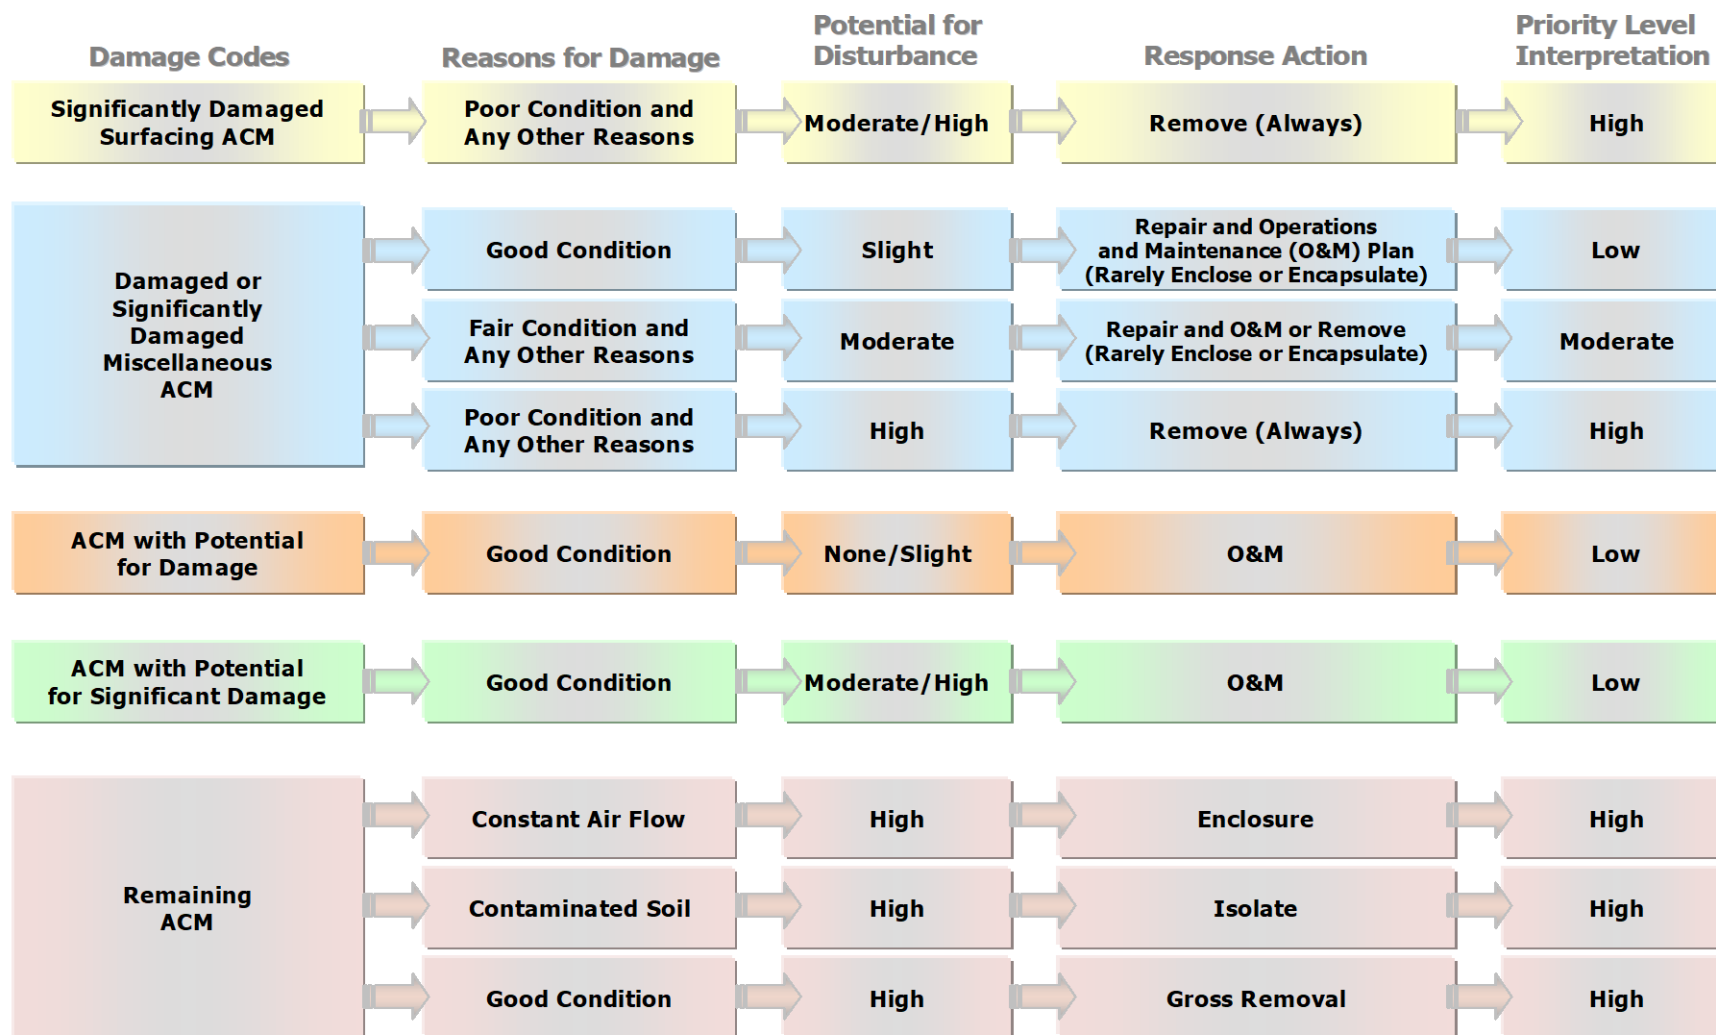 Damage Codes
Reasons for Damage
Potential for
Disturbance
Response Action
Priority Level
Interpretation
Significantly Damaged
Surfacing ACM
Poor Condition and
Any Other Reasons
Moderate/High
Remove (Always)
High
Damaged or
Significantly
Damaged
Miscellaneous
ACM
Good Condition
Slight
Repair and Operations
and Maintenance (O&M) Plan
(Rarely Enclose or Encapsulate)
Low
Fair Condition and
Any Other Reasons
Moderate
Repair and O&M or Remove
(Rarely Enclose or Encapsulate)
Moderate
Poor Condition and
Any Other Reasons
High
Remove (Always)
High
ACM with Potential
for Damage
Good Condition
None/Slight
O&M
Low
ACM with Potential
for Significant Damage
Good Condition
Moderate/High
O&M
Low
Remaining
ACM
Constant Air Flow
High
Enclosure
High
Contaminated Soil
High
Isolate
High
Good Condition
High
Gross Removal
High